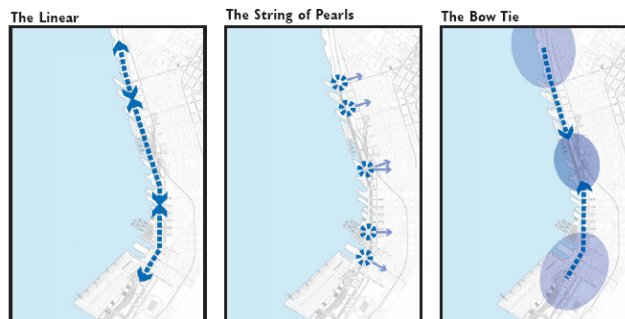 The Linear
The String of Pearls
The Bow Tie